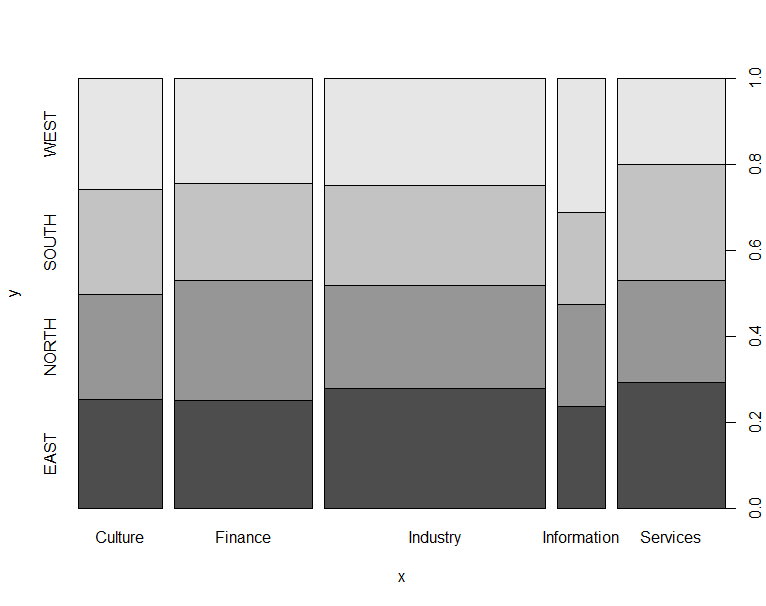 WEST
SOUTH
NORTH
EAST
y
1.0
0.8
0.6
0.4
0.2
0.0
Culture Finance Industry Information Services
x